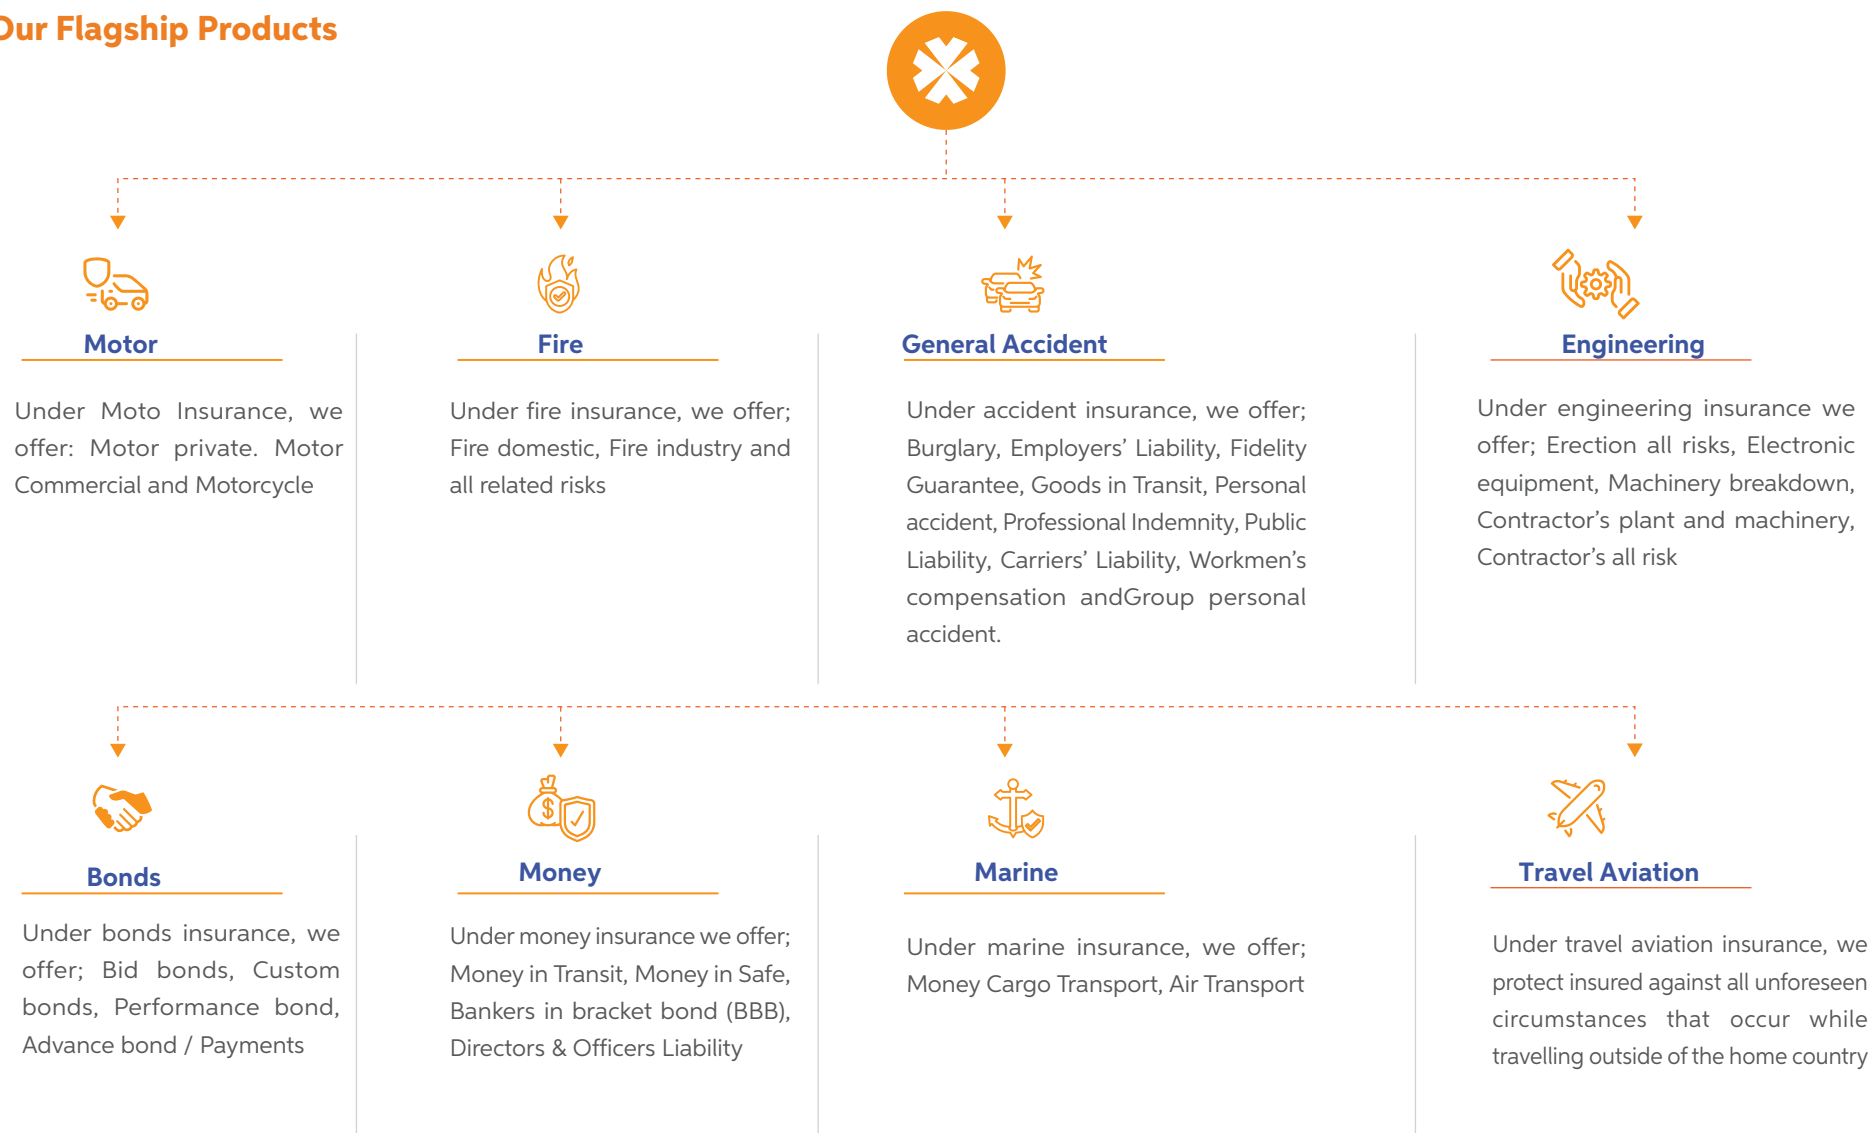 Our Flagship Products
Motor
Under Moto Insurance, we
offer: Motor private. Motor
Commercial and Motorcycle
Fire
Under fire insurance, we offer;
Fire domestic, Fire industry and
all related risks
General Accident
Under accident insurance, we offer;
Burglary, Employers’ Liability, Fidelity
Guarantee, Goods in Transit, Personal
accident, Professional Indemnity, Public
Liability, Carriers’ Liability, Workmen’s
compensation andGroup personal
accident.
Engineering
Under engineering insurance we
offer; Erection all risks, Electronic
equipment, Machinery breakdown,
Contractor’s plant and machinery,
Contractor’s all risk
Bonds
Under bonds insurance, we
offer; Bid bonds, Custom
bonds, Performance bond,
Advance bond / Payments
Money
Under money insurance we offer;
Money in Transit, Money in Safe,
Bankers in bracket bond (BBB),
Directors & Officers Liability
Marine
Under marine insurance, we offer;
Money Cargo Transport, Air Transport
Travel Aviation
Under travel aviation insurance, we
protect insured against all unforeseen
circumstances that occur while
travelling outside of the home country